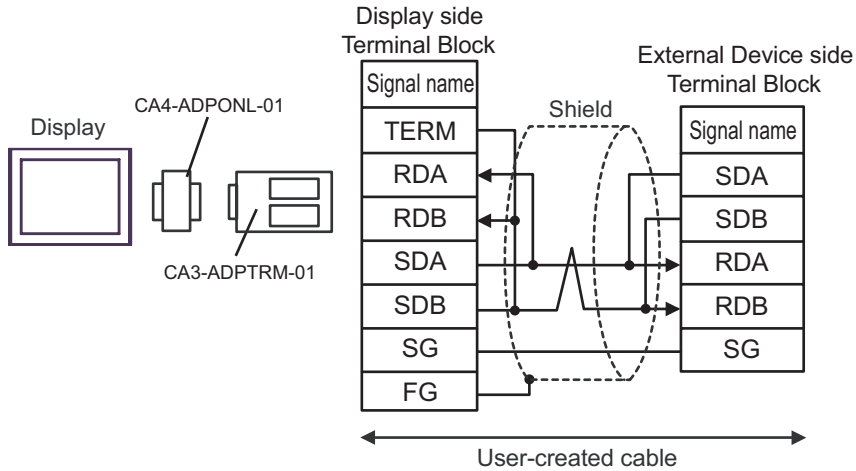 Display side
Terminal Block
External Device side
Terminal Block
CA4-ADPONL-01
Display
CA3-ADPTRM-01
Shield
Signal name
TERM
RDA
RDB
SDA
SDB
SG
FG
Signal name
SDA
SDB
RDA
RDB
SG
User-created cable